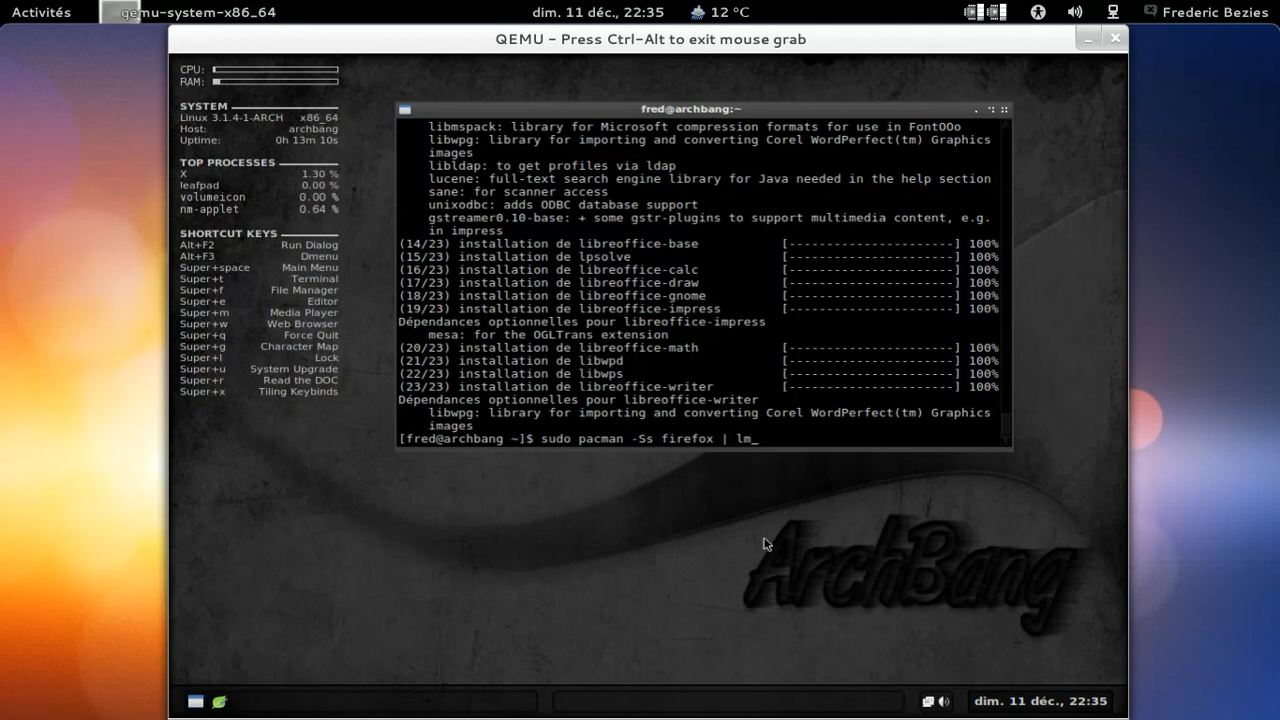 Activités qemu-system-x86_64 dim. 11 déc., 22:35 12 °C Frederic Bezies
QEMU - Press Ctrl-Alt to exit mouse grab
CPU:
RAM:
SYSTEM
Linux 3.1.4-1-ARCH x86_64
Host: archbang
Uptime: 0h 13m 10s
TOP PROCESSES
X 1.30 %
leafpad 0.00 %
volumeicon 0.00 %
nm-applet 0.64 %
SHORTCUT KEYS
Alt+F2 Run Dialog
Alt+F3 Dmenu
Super+space Main Menu
Super+t Terminal
Super+f File Manager
Super+e Editor
Super+m Media Player
Super+w Web Browser
Super+q Force Quit
Super+g Character Map
Super+l Lock
Super+u System Upgrade
Super+r Read the DOC
Super+x Tiling Keybinds
fred@archbang:~
libmspack: library for Microsoft compression formats for use in FontOOo
libwpg: library for importing and converting Corel WordPerfect(tm) Graphics
images
libldap: to get profiles via ldap
lucene: full-text search engine library for Java needed in the help section
sane: for scanner access
unixodbc: adds ODBC database support
gstreamer0.10-base: + some gstr-plugins to support multimedia content, e.g.
in impress
(14/23) installation de libreoffice-base [----------------------] 100%
(15/23) installation de lpsolve [----------------------] 100%
(16/23) installation de libreoffice-calc [----------------------] 100%
(17/23) installation de libreoffice-draw [----------------------] 100%
(18/23) installation de libreoffice-gnome [----------------------] 100%
(19/23) installation de libreoffice-impress [----------------------] 100%
Dépendances optionnelles pour libreoffice-impress
mesa: for the OGLTrans extension
(20/23) installation de libreoffice-math [----------------------] 100%
(21/23) installation de libwpd [----------------------] 100%
(22/23) installation de libwps [----------------------] 100%
(23/23) installation de libreoffice-writer [----------------------] 100%
Dépendances optionnelles pour libreoffice-writer
libwpg: library for importing and converting Corel WordPerfect(tm) Graphics
images
[fred@archbang ~]$ sudo pacman -Ss firefox | lm_
ArchBang
dim. 11 déc., 22:35